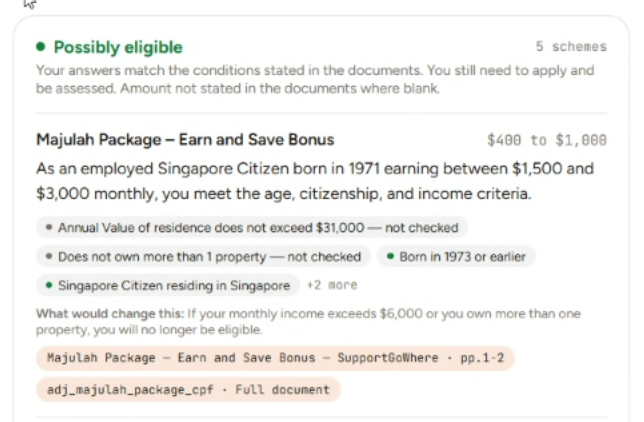 Possibly eligible
5 schemes
Your answers match the conditions stated in the documents. You still need to apply and
be assessed. Amount not stated in the documents where blank.
Majulah Package – Earn and Save Bonus
$400 to $1,000
As an employed Singapore Citizen born in 1971 earning between $1,500 and
$3,000 monthly, you meet the age, citizenship, and income criteria.
Annual Value of residence does not exceed $31,000 — not checked
Does not own more than 1 property — not checked
Born in 1973 or earlier
Singapore Citizen residing in Singapore
+2 more
What would change this: If your monthly income exceeds $6,000 or you own more than one
property, you will no longer be eligible.
Majulah Package – Earn and Save Bonus – SupportGoWhere · pp.1-2
adj_majulah_package_cpf · Full document